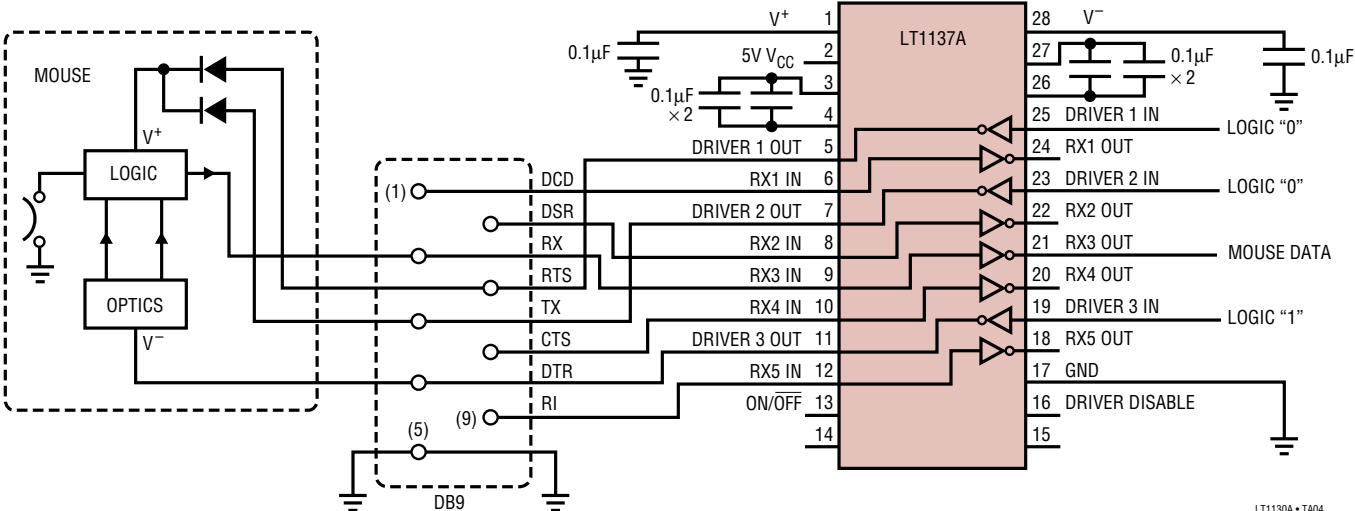 MOUSE
V+
LOGIC
OPTICS
V−
(1)
(5)
(9)
DB9
DCD
DSR
RX
RTS
TX
CTS
DTR
RI
0.1μF
0.1μF
× 2
V+ 1
5V VCC 2
3
4
DRIVER 1 OUT 5
RX1 IN 6
DRIVER 2 OUT 7
RX2 IN 8
RX3 IN 9
RX4 IN 10
DRIVER 3 OUT 11
RX5 IN 12
ON/O̅F̅F̅ 13
14
LT1137A
28 V−
27
26
25 DRIVER 1 IN
24 RX1 OUT
23 DRIVER 2 IN
22 RX2 OUT
21 RX3 OUT
20 RX4 OUT
19 DRIVER 3 IN
18 RX5 OUT
17 GND
16 DRIVER DISABLE
15
0.1μF
× 2
0.1μF
LOGIC “0”
LOGIC “0”
MOUSE DATA
LOGIC “1”
LT1130A • TA04